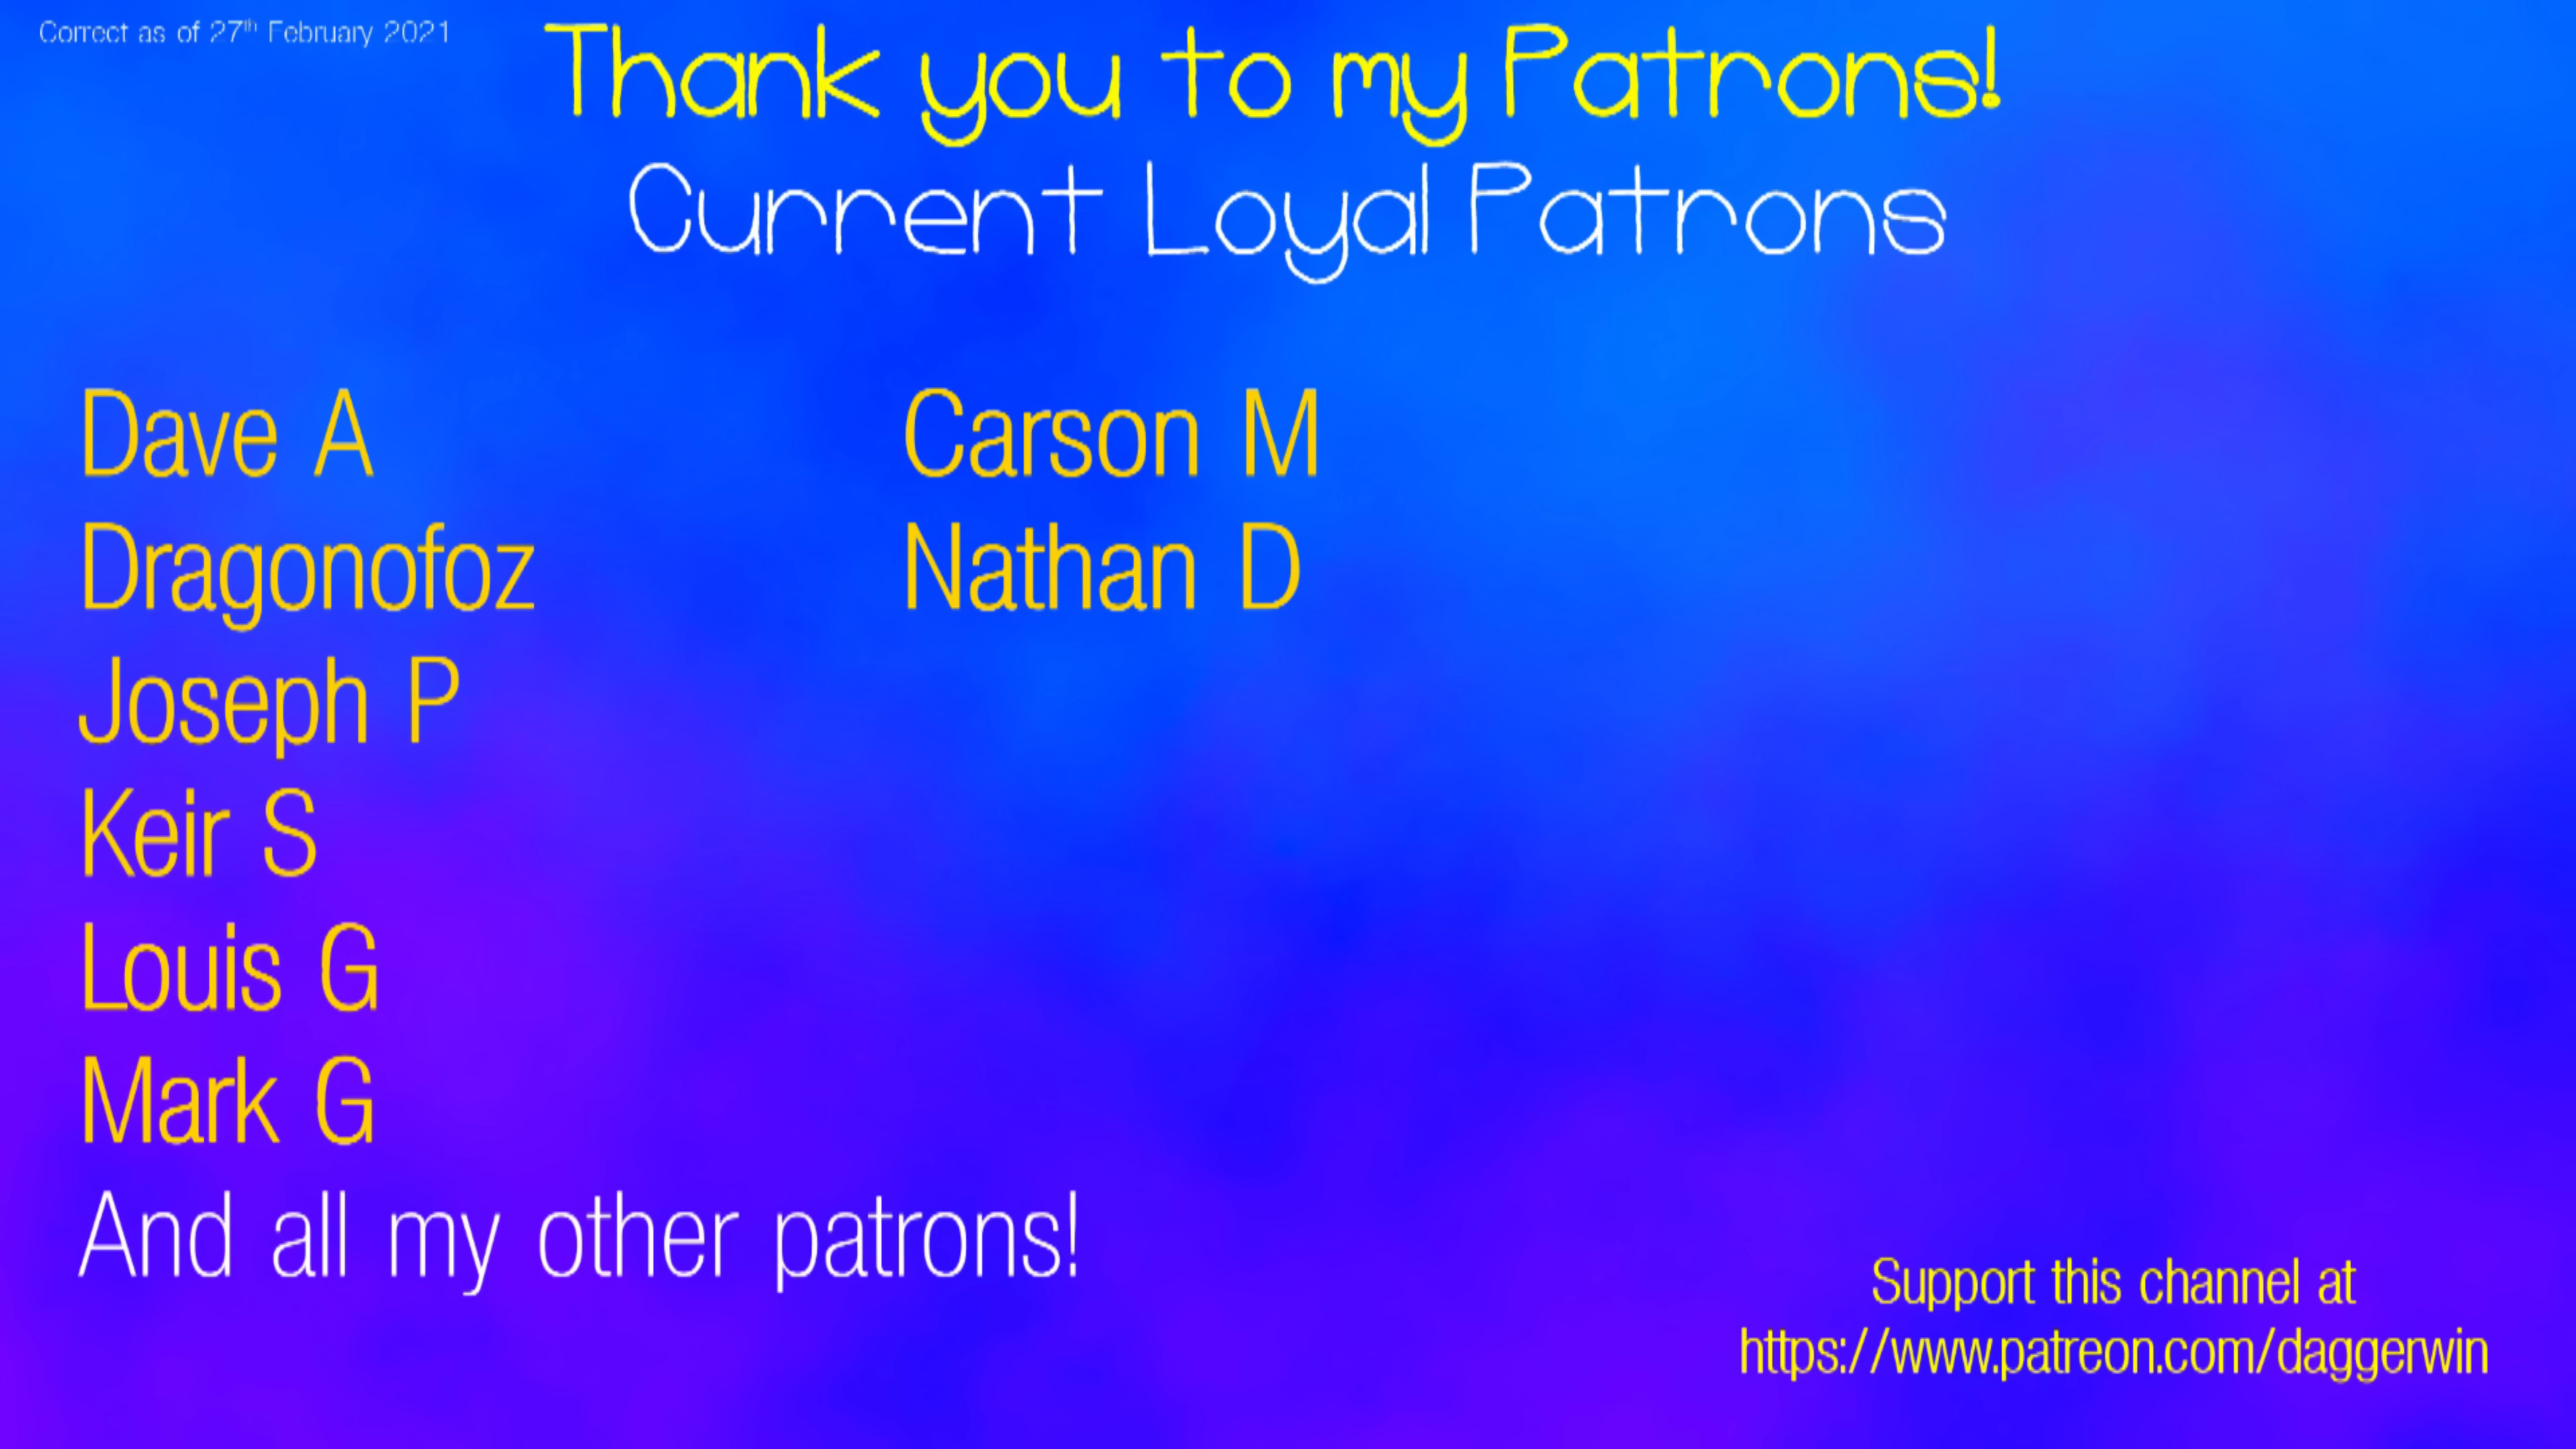 Correct as of 27th February 2021
Thank you to my Patrons!
Current Loyal Patrons
Dave A
Dragonofoz
Joseph P
Keir S
Louis G
Mark G
Carson M
Nathan D
And all my other patrons!
Support this channel at
https://www.patreon.com/daggerwin